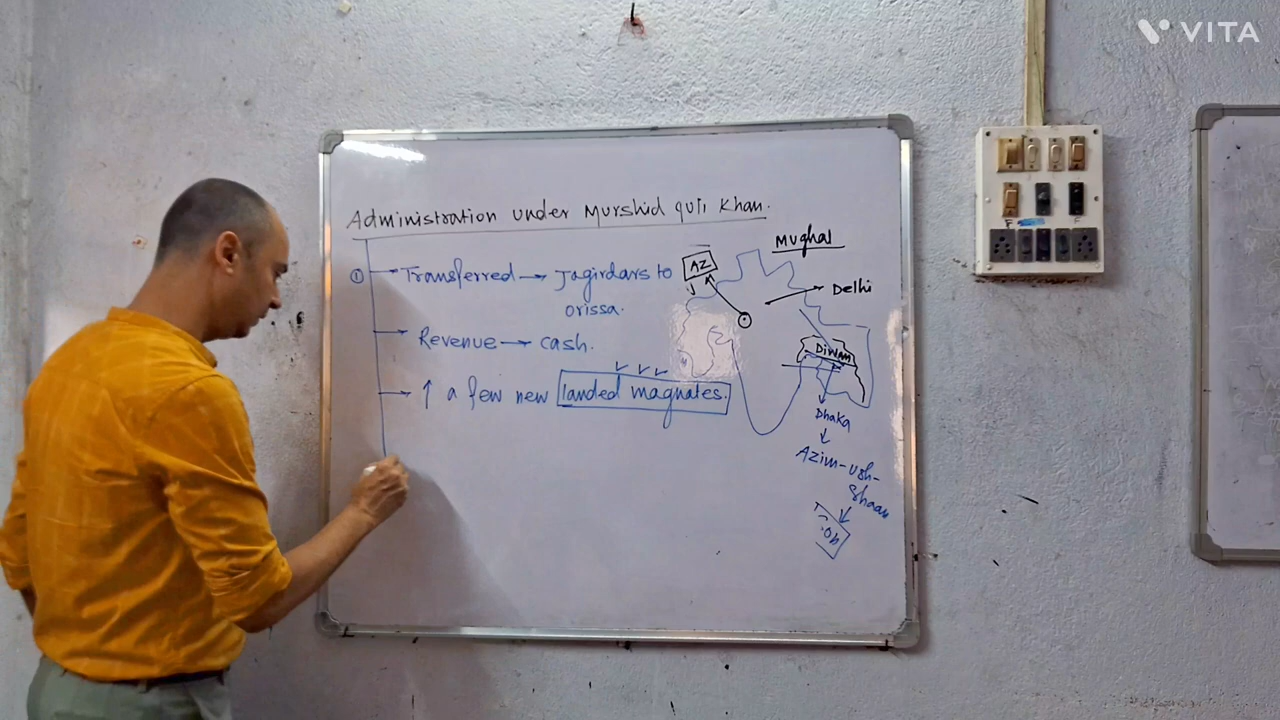 VITA
Administration under Murshid quli Khan.
① Transferred → Jagirdars to
orissa.
Revenue → cash.
↑ a few new landed magnates.
Mughal
AZ
Delhi
Diwan
Dhaka
Azim-ush-
Shaan